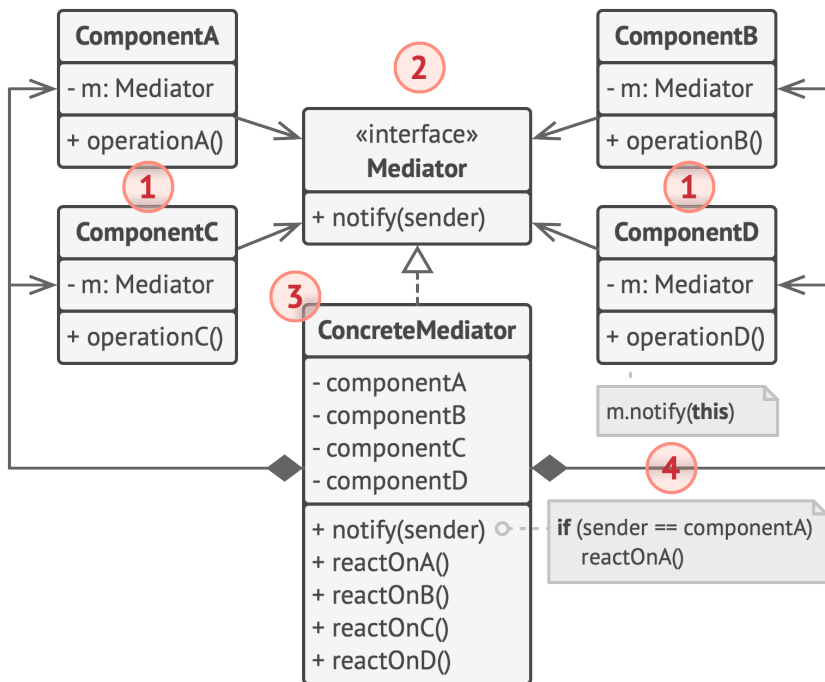 ComponentA
- m: Mediator
+ operationA()
1
ComponentC
- m: Mediator
+ operationC()
2
«interface»
Mediator
+ notify(sender)
3
ConcreteMediator
- componentA
- componentB
- componentC
- componentD
+ notify(sender)
+ reactOnA()
+ reactOnB()
+ reactOnC()
+ reactOnD()
ComponentB
- m: Mediator
+ operationB()
1
ComponentD
- m: Mediator
+ operationD()
m.notify(this)
4
if (sender == componentA)
reactOnA()